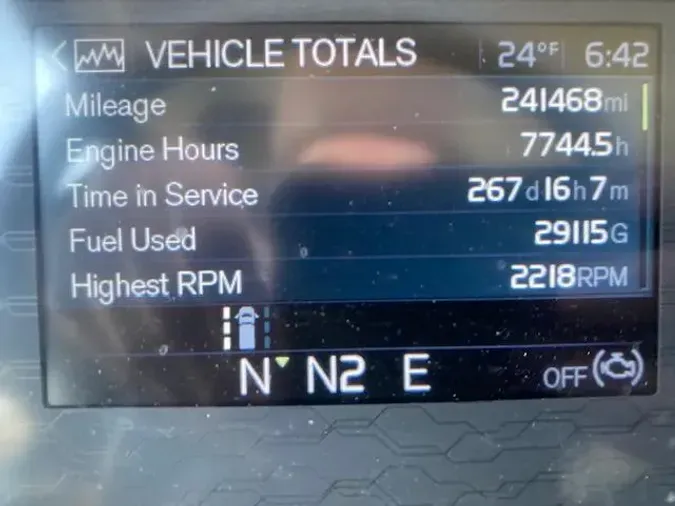 VEHICLE TOTALS 24°F 6:42
Mileage 241468mi
Engine Hours 7744.5h
Time in Service 267d16h7m
Fuel Used 29115G
Highest RPM 2218RPM
N N2 E OFF